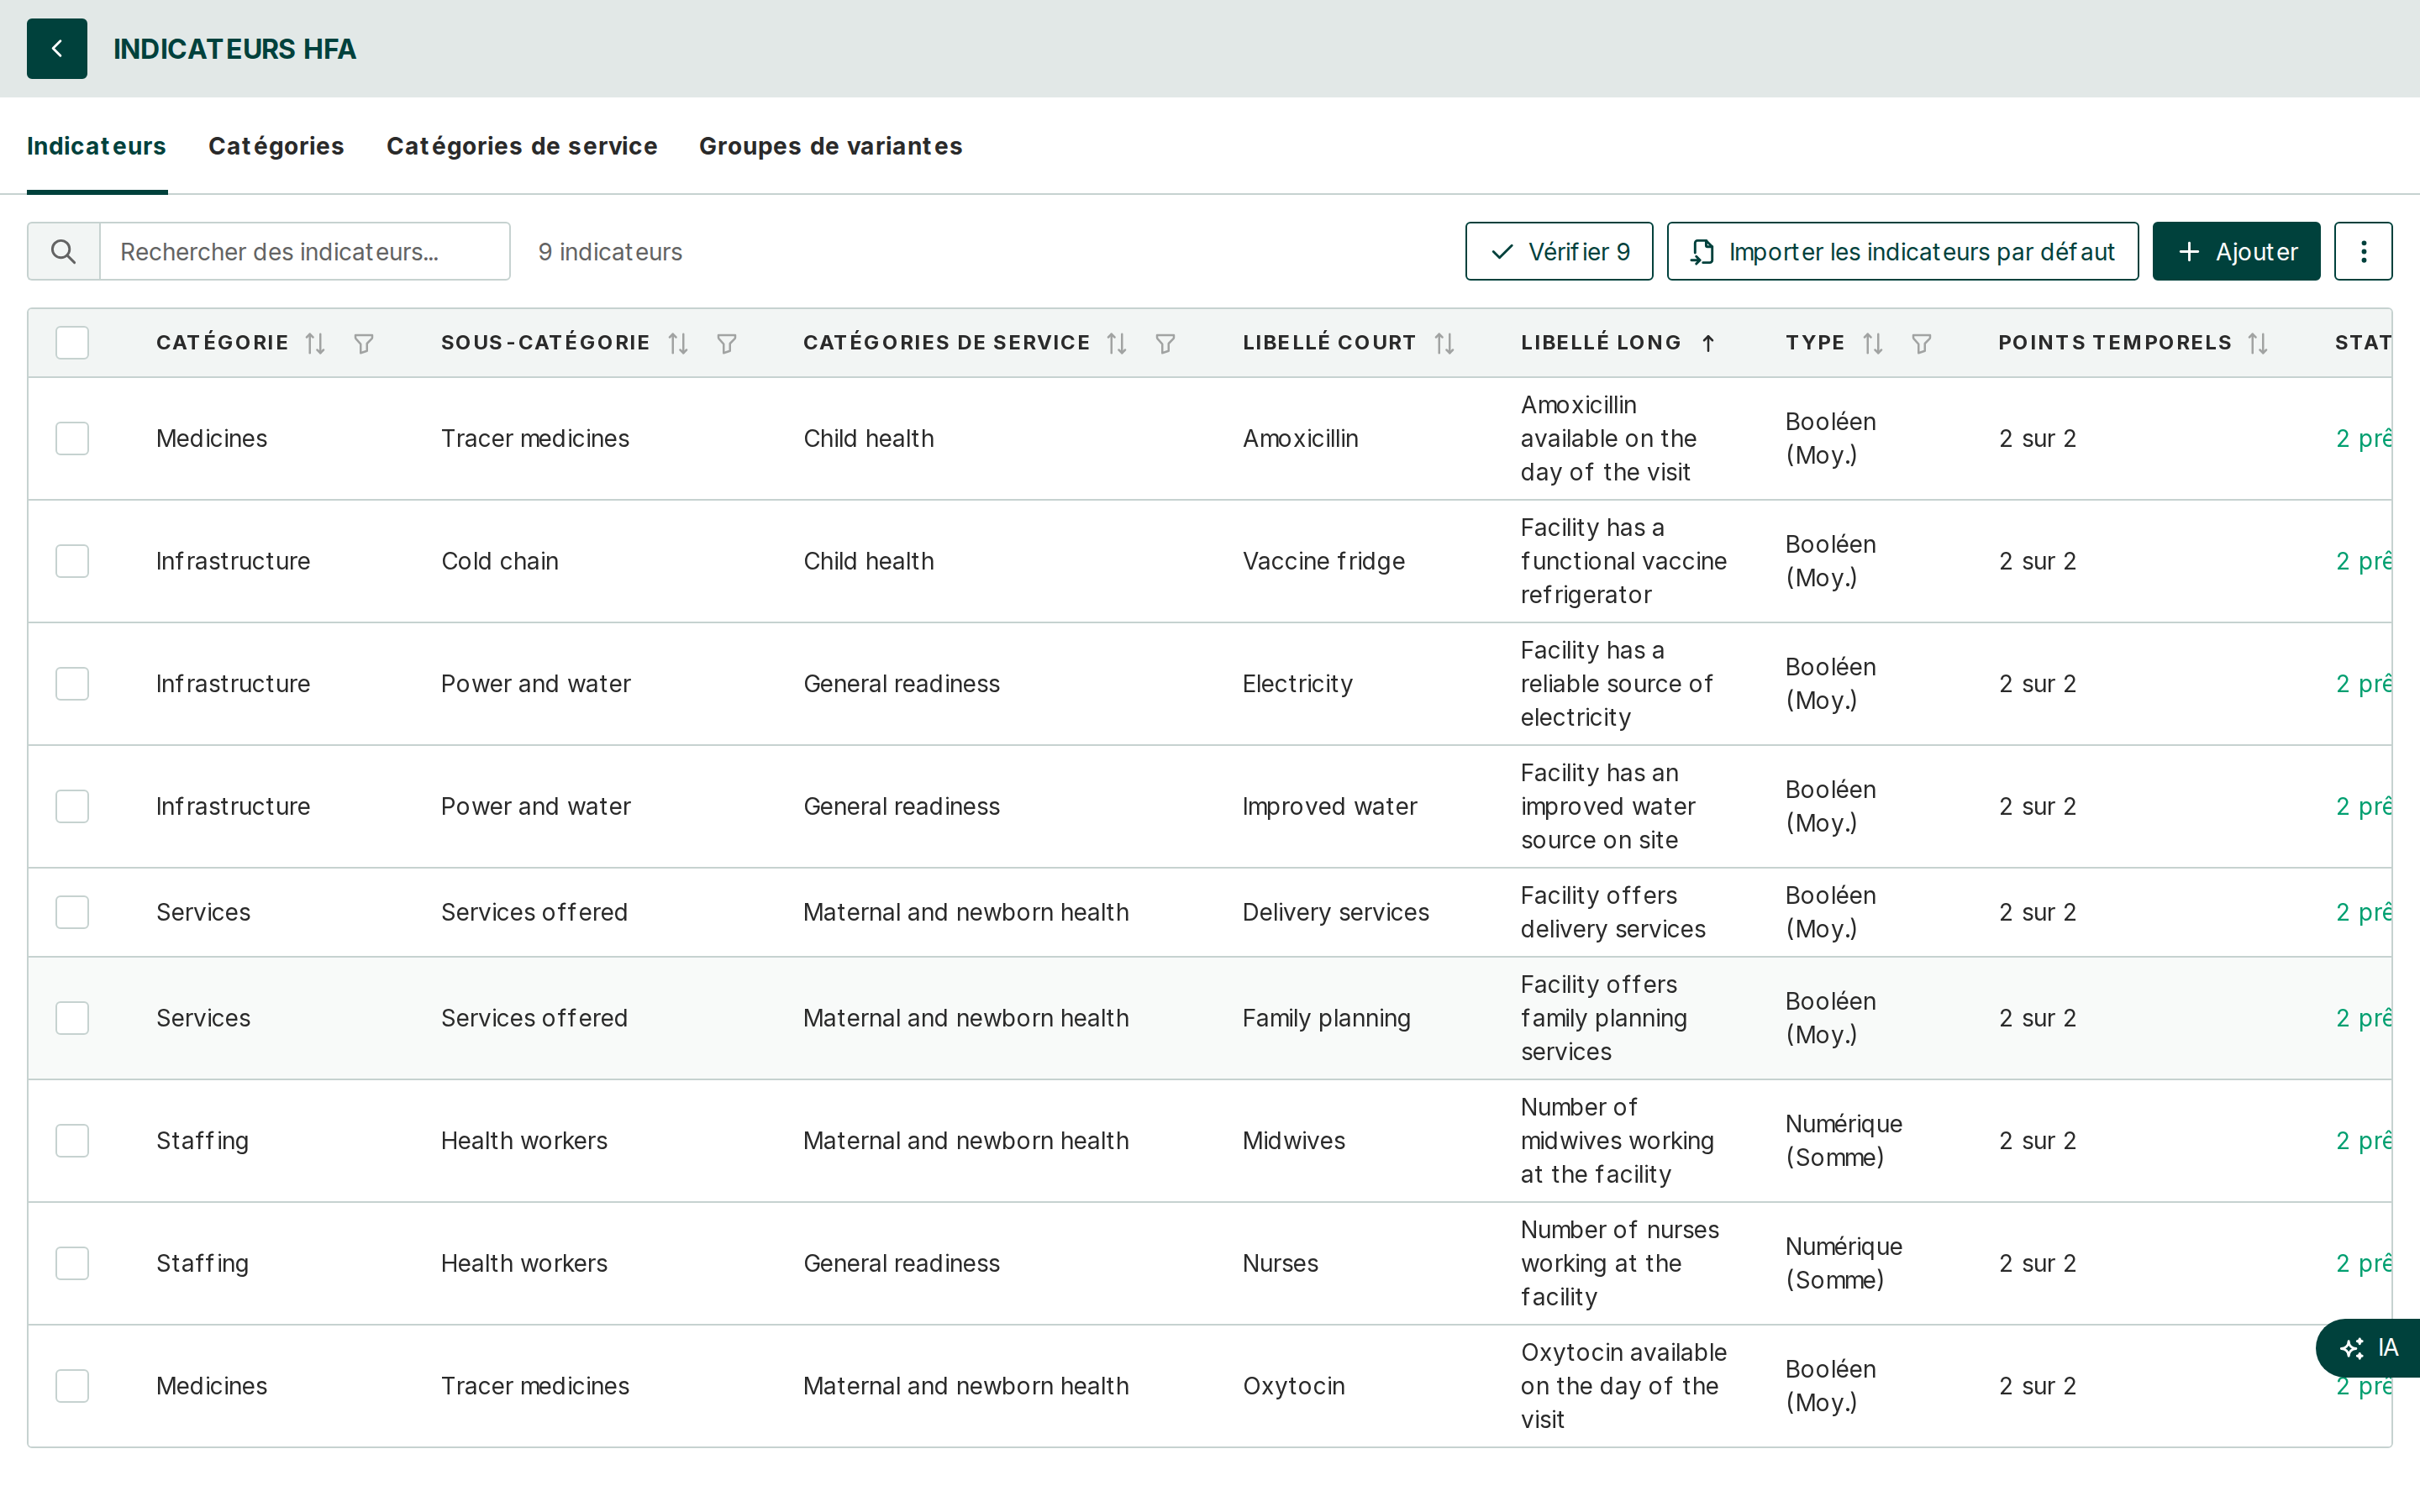 INDICATEURS HFA
Indicateurs Catégories Catégories de service Groupes de variantes
Rechercher des indicateurs... 9 indicateurs Vérifier 9 Importer les indicateurs par défaut Ajouter
CATÉGORIE SOUS-CATÉGORIE CATÉGORIES DE SERVICE LIBELLÉ COURT LIBELLÉ LONG TYPE POINTS TEMPORELS
Medicines Tracer medicines Child health Amoxicillin Amoxicillin available on the day of the visit Booléen (Moy.) 2 sur 2 2
Infrastructure Cold chain Child health Vaccine fridge Facility has a functional vaccine refrigerator Booléen (Moy.) 2 sur 2 2
Infrastructure Power and water General readiness Electricity Facility has a reliable source of electricity Booléen (Moy.) 2 sur 2 2
Infrastructure Power and water General readiness Improved water Facility has an improved water source on site Booléen (Moy.) 2 sur 2 2
Services Services offered Maternal and newborn health Delivery services Facility offers delivery services Booléen (Moy.) 2 sur 2 2
Services Services offered Maternal and newborn health Family planning Facility offers family planning services Booléen (Moy.) 2 sur 2 2
Staffing Health workers Maternal and newborn health Midwives Number of midwives working at the facility Numérique (Somme) 2 sur 2 2
Staffing Health workers General readiness Nurses Number of nurses working at the facility Numérique (Somme) 2 sur 2 2
IA
Medicines Tracer medicines Maternal and newborn health Oxytocin Oxytocin available on the day of the visit Booléen (Moy.) 2 sur 2 2